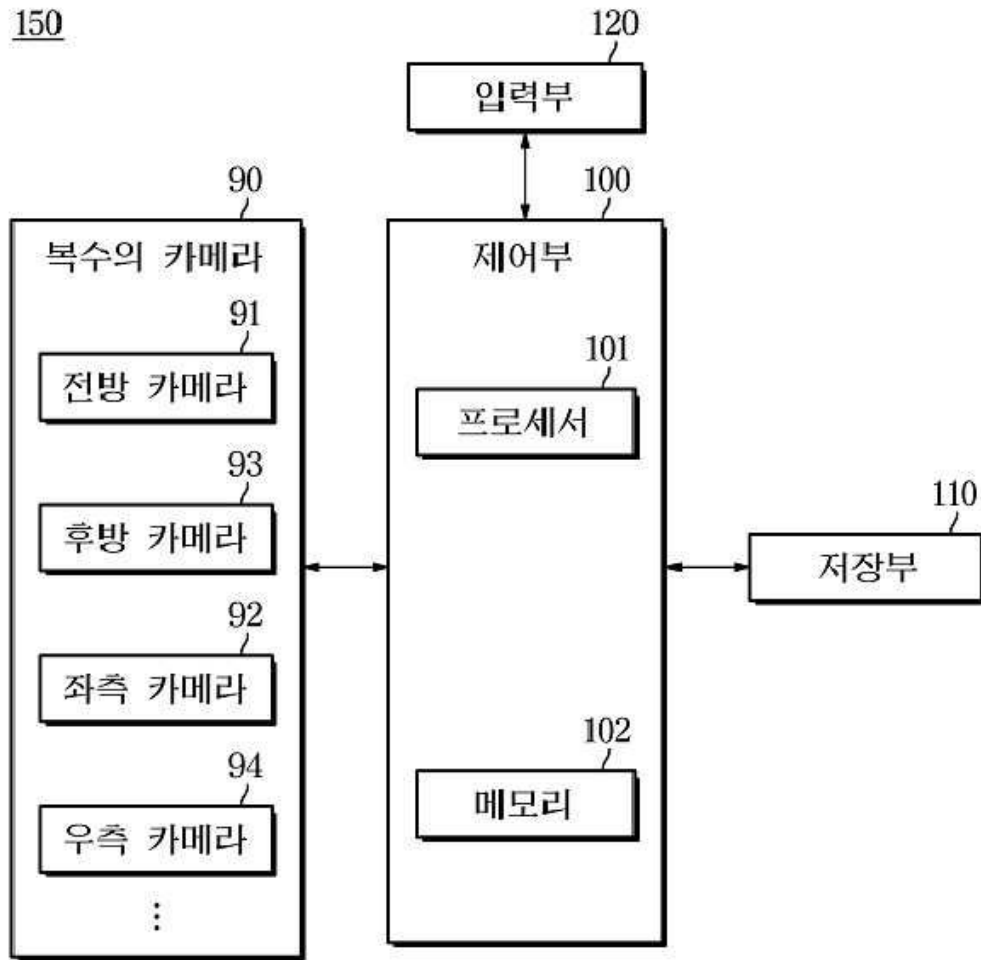 150
120
입력부
90
복수의 카메라
91
전방 카메라
93
후방 카메라
92
좌측 카메라
94
우측 카메라
⋮
100
제어부
101
프로세서
102
메모리
110
저장부